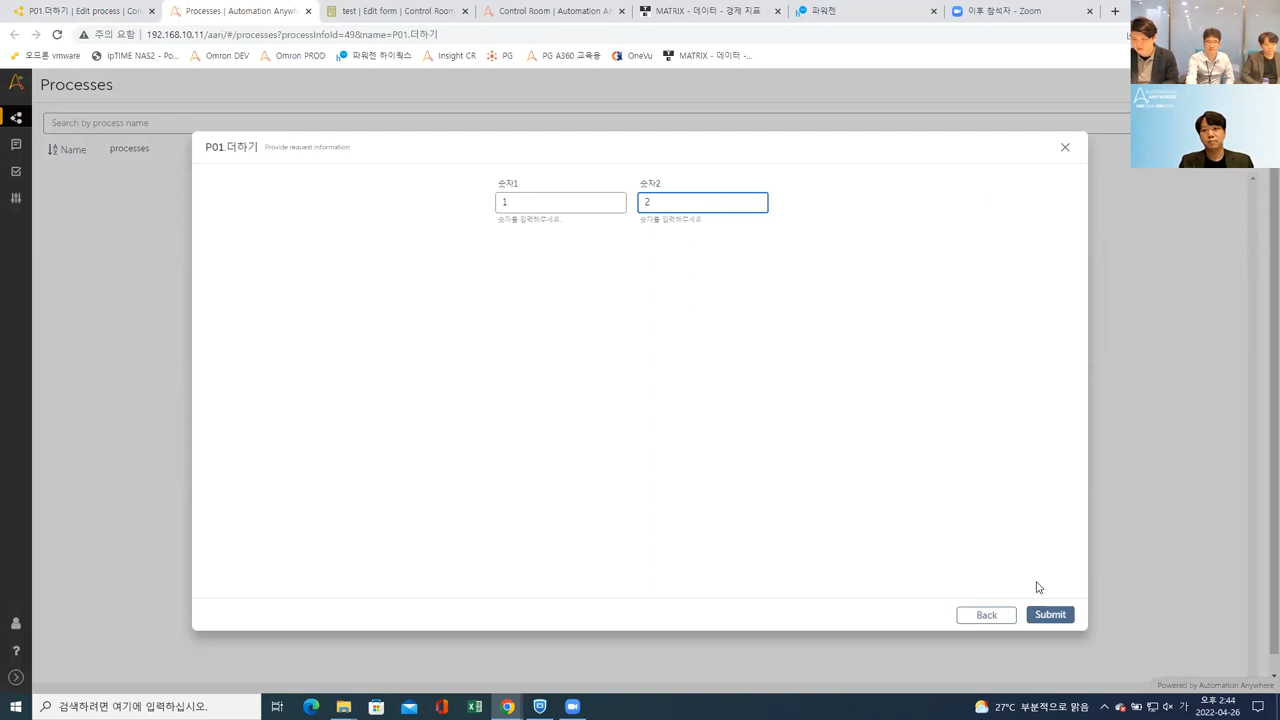 P01.더하기 | Edit process | Con
Automation Anywhere | Processes
test | Edit form | Control Room
Control Room | Automation An
MATRIX - 데이터 - 경제 지표
파워젠
이후 참석자 - Zoom
주의 요함 | 192.168.10.11/aari/#/processes?processInfoId=49&name=P01.더하기
오므론 vmware
IpTIME NAS2 - Po...
Omron DEV
Omron PROD
파워젠 하이웍스
Insight CR
PG
PG A360 교육용
OneVu
MATRIX - 데이터 -...
AUTOMATION
ANYWHERE
Processes
Search by process name
Name
processes
P01.더하기 Provide request information
숫자1 숫자2
1 2
숫자를 입력해주세요. 숫자를 입력해주세요
Back Submit
Powered by Automation Anywhere
검색하려면 여기에 입력하십시오.
27°C 부분적으로 맑음
가
오후 2:44
2022-04-26